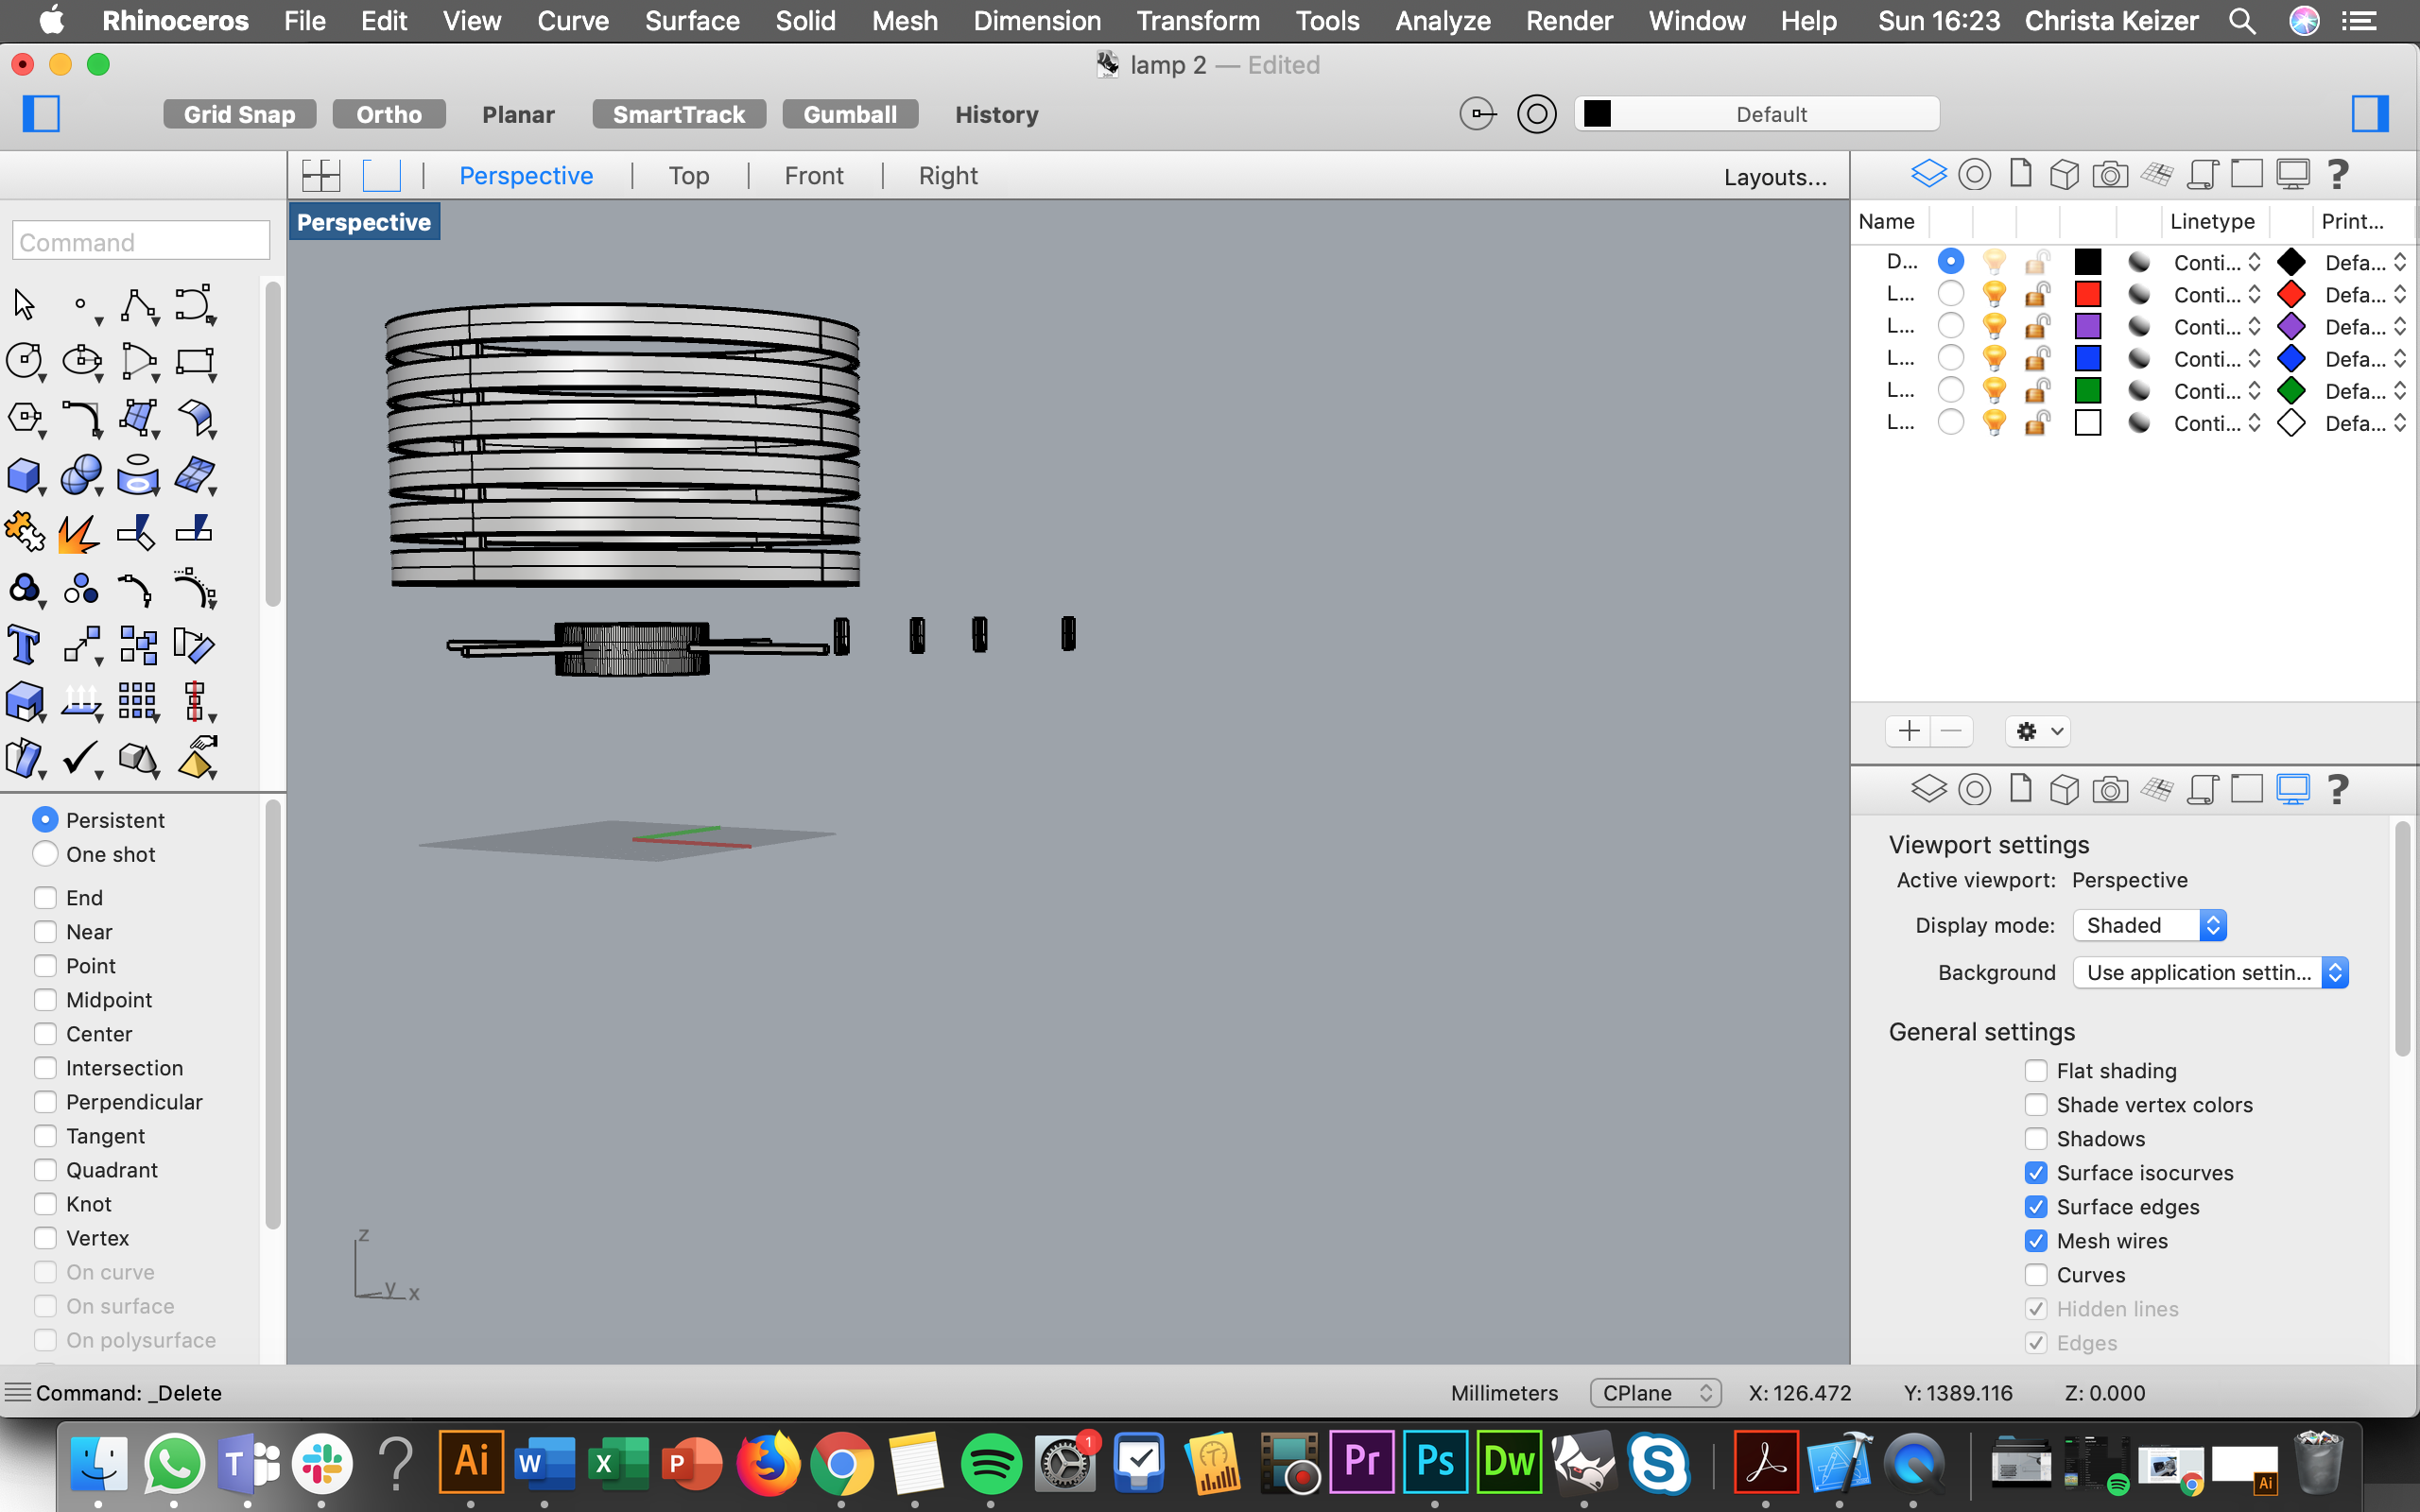 Rhinoceros File Edit View Curve Surface Solid Mesh Dimension Transform Tools Analyze Render Window Help Sun 16:23 Christa Keizer
lamp 2 — Edited
Grid Snap Ortho Planar SmartTrack Gumball History Default
Perspective Top Front Right Layouts...
Perspective
Name Linetype Print...
Command
D... Conti... Defa...
L... Conti... Defa...
L... Conti... Defa...
L... Conti... Defa...
L... Conti... Defa...
L... Conti... Defa...
Persistent
One shot
End
Near
Point
Midpoint
Center
Intersection
Perpendicular
Tangent
Quadrant
Knot
Vertex
On curve
On surface
On polysurface
z
y x
Viewport settings
Active viewport: Perspective
Display mode: Shaded
Background Use application settin...
General settings
Flat shading
Shade vertex colors
Shadows
Surface isocurves
Surface edges
Mesh wires
Curves
Hidden lines
Edges
Command: _Delete Millimeters CPlane X: 126.472 Y: 1389.116 Z: 0.000
T ? Ai W X P 1 Pr Ps Dw S Ai